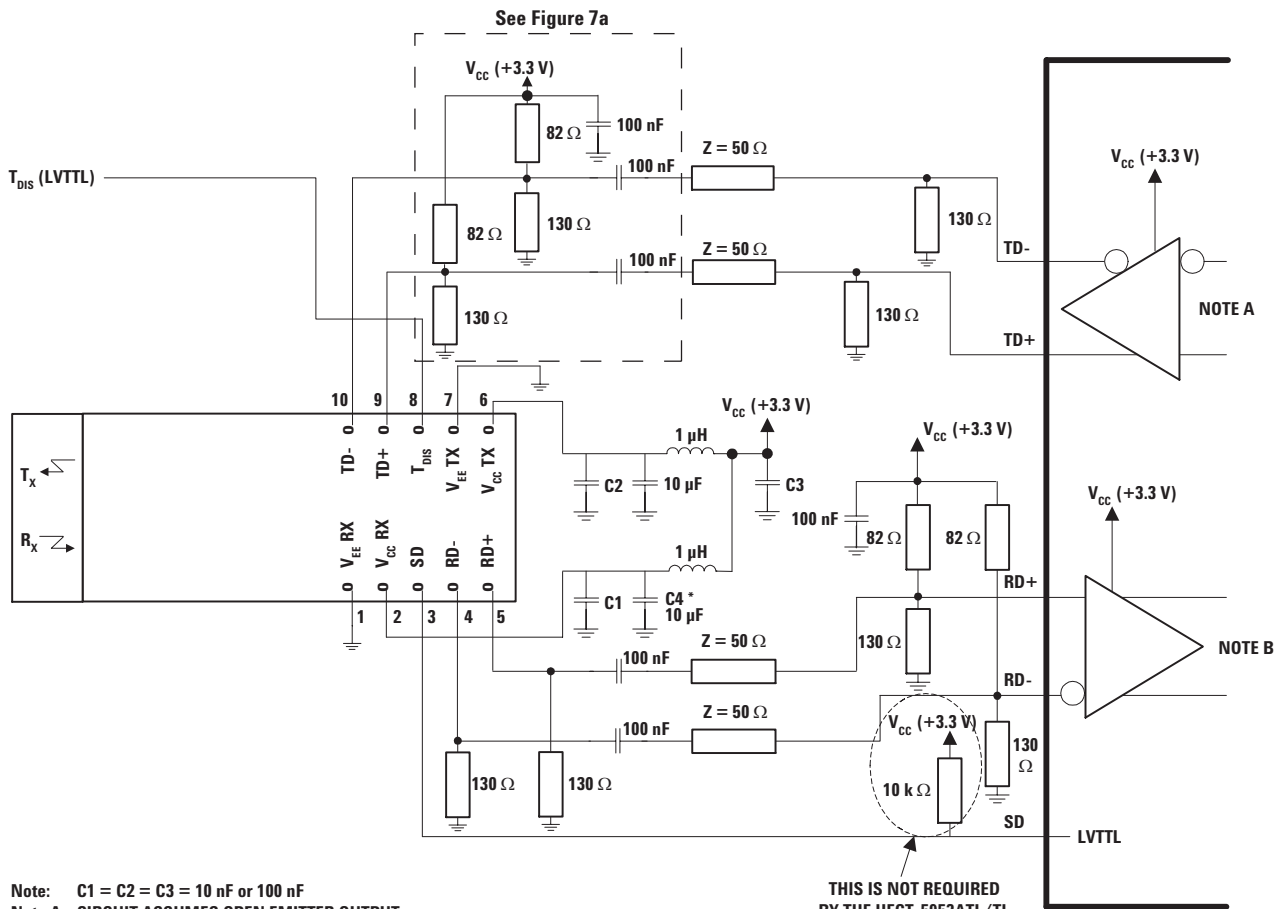 See Figure 7a
VCC (+3.3 V)
82 Ω
100 nF
TDIS (LVTTL)
100 nF
Z = 50 Ω
130 Ω
82 Ω
130 Ω
VCC (+3.3 V)
TD-
100 nF
Z = 50 Ω
130 Ω
130 Ω
NOTE A
TD+
10
9
8
7
6
TD-
TD+
TDIS
VEE TX
VCC TX
TX
RX
VEE RX
VCC RX
SD
RD-
RD+
1
2
3
4
5
1 µH
VCC (+3.3 V)
C2
10 µF
C3
1 µH
C1
C4 *
10 µF
VCC (+3.3 V)
100 nF
82 Ω
82 Ω
VCC (+3.3 V)
RD+
130 Ω
NOTE B
100 nF
Z = 50 Ω
RD-
100 nF
Z = 50 Ω
VCC (+3.3 V)
130
Ω
130 Ω
130 Ω
10 k Ω
SD
LVTTL
Note: C1 = C2 = C3 = 10 nF or 100 nF
THIS IS NOT REQUIRED